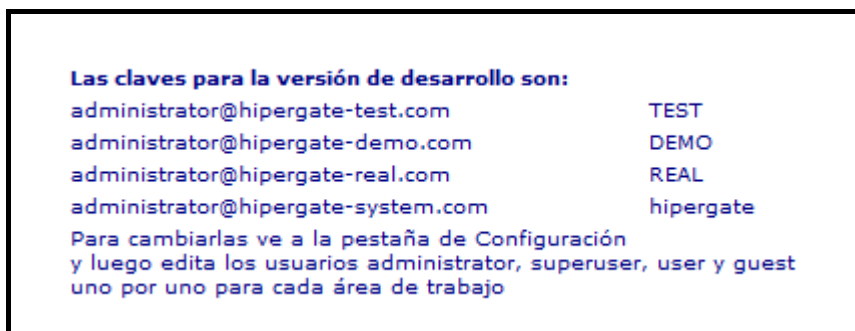 Las claves para la versión de desarrollo son:
administrator@hipergate-test.com TEST
administrator@hipergate-demo.com DEMO
administrator@hipergate-real.com REAL
administrator@hipergate-system.com hipergate
Para cambiarlas ve a la pestaña de Configuración
y luego edita los usuarios administrator, superuser, user y guest
uno por uno para cada área de trabajo